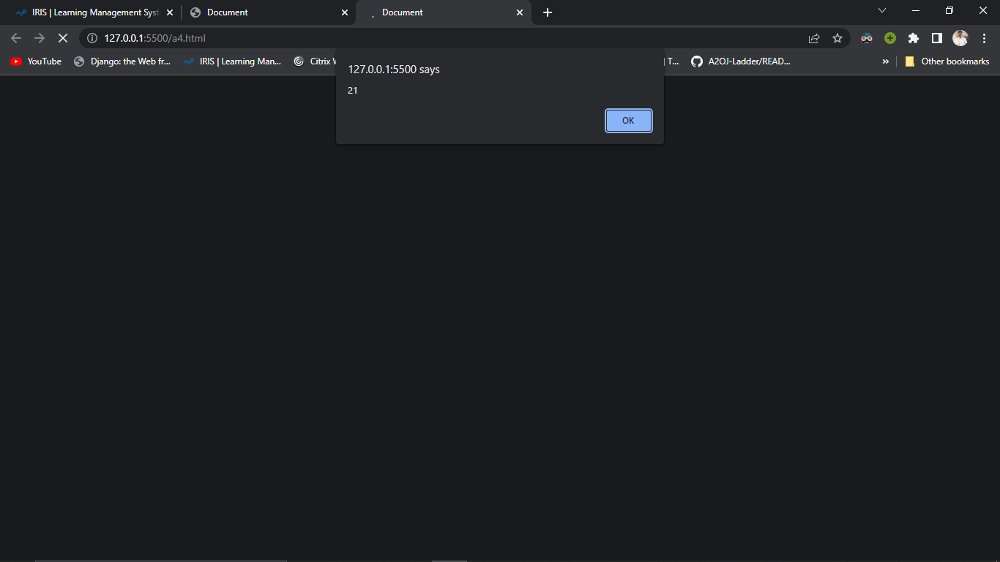 IRIS | Learning Management Syst
Document
Document
127.0.0.1:5500/a4.html
YouTube
Django: the Web fr...
IRIS | Learning Man...
Citrix
| T...
A2OJ-Ladder/READ...
»
Other bookmarks
127.0.0.1:5500 says
21
OK